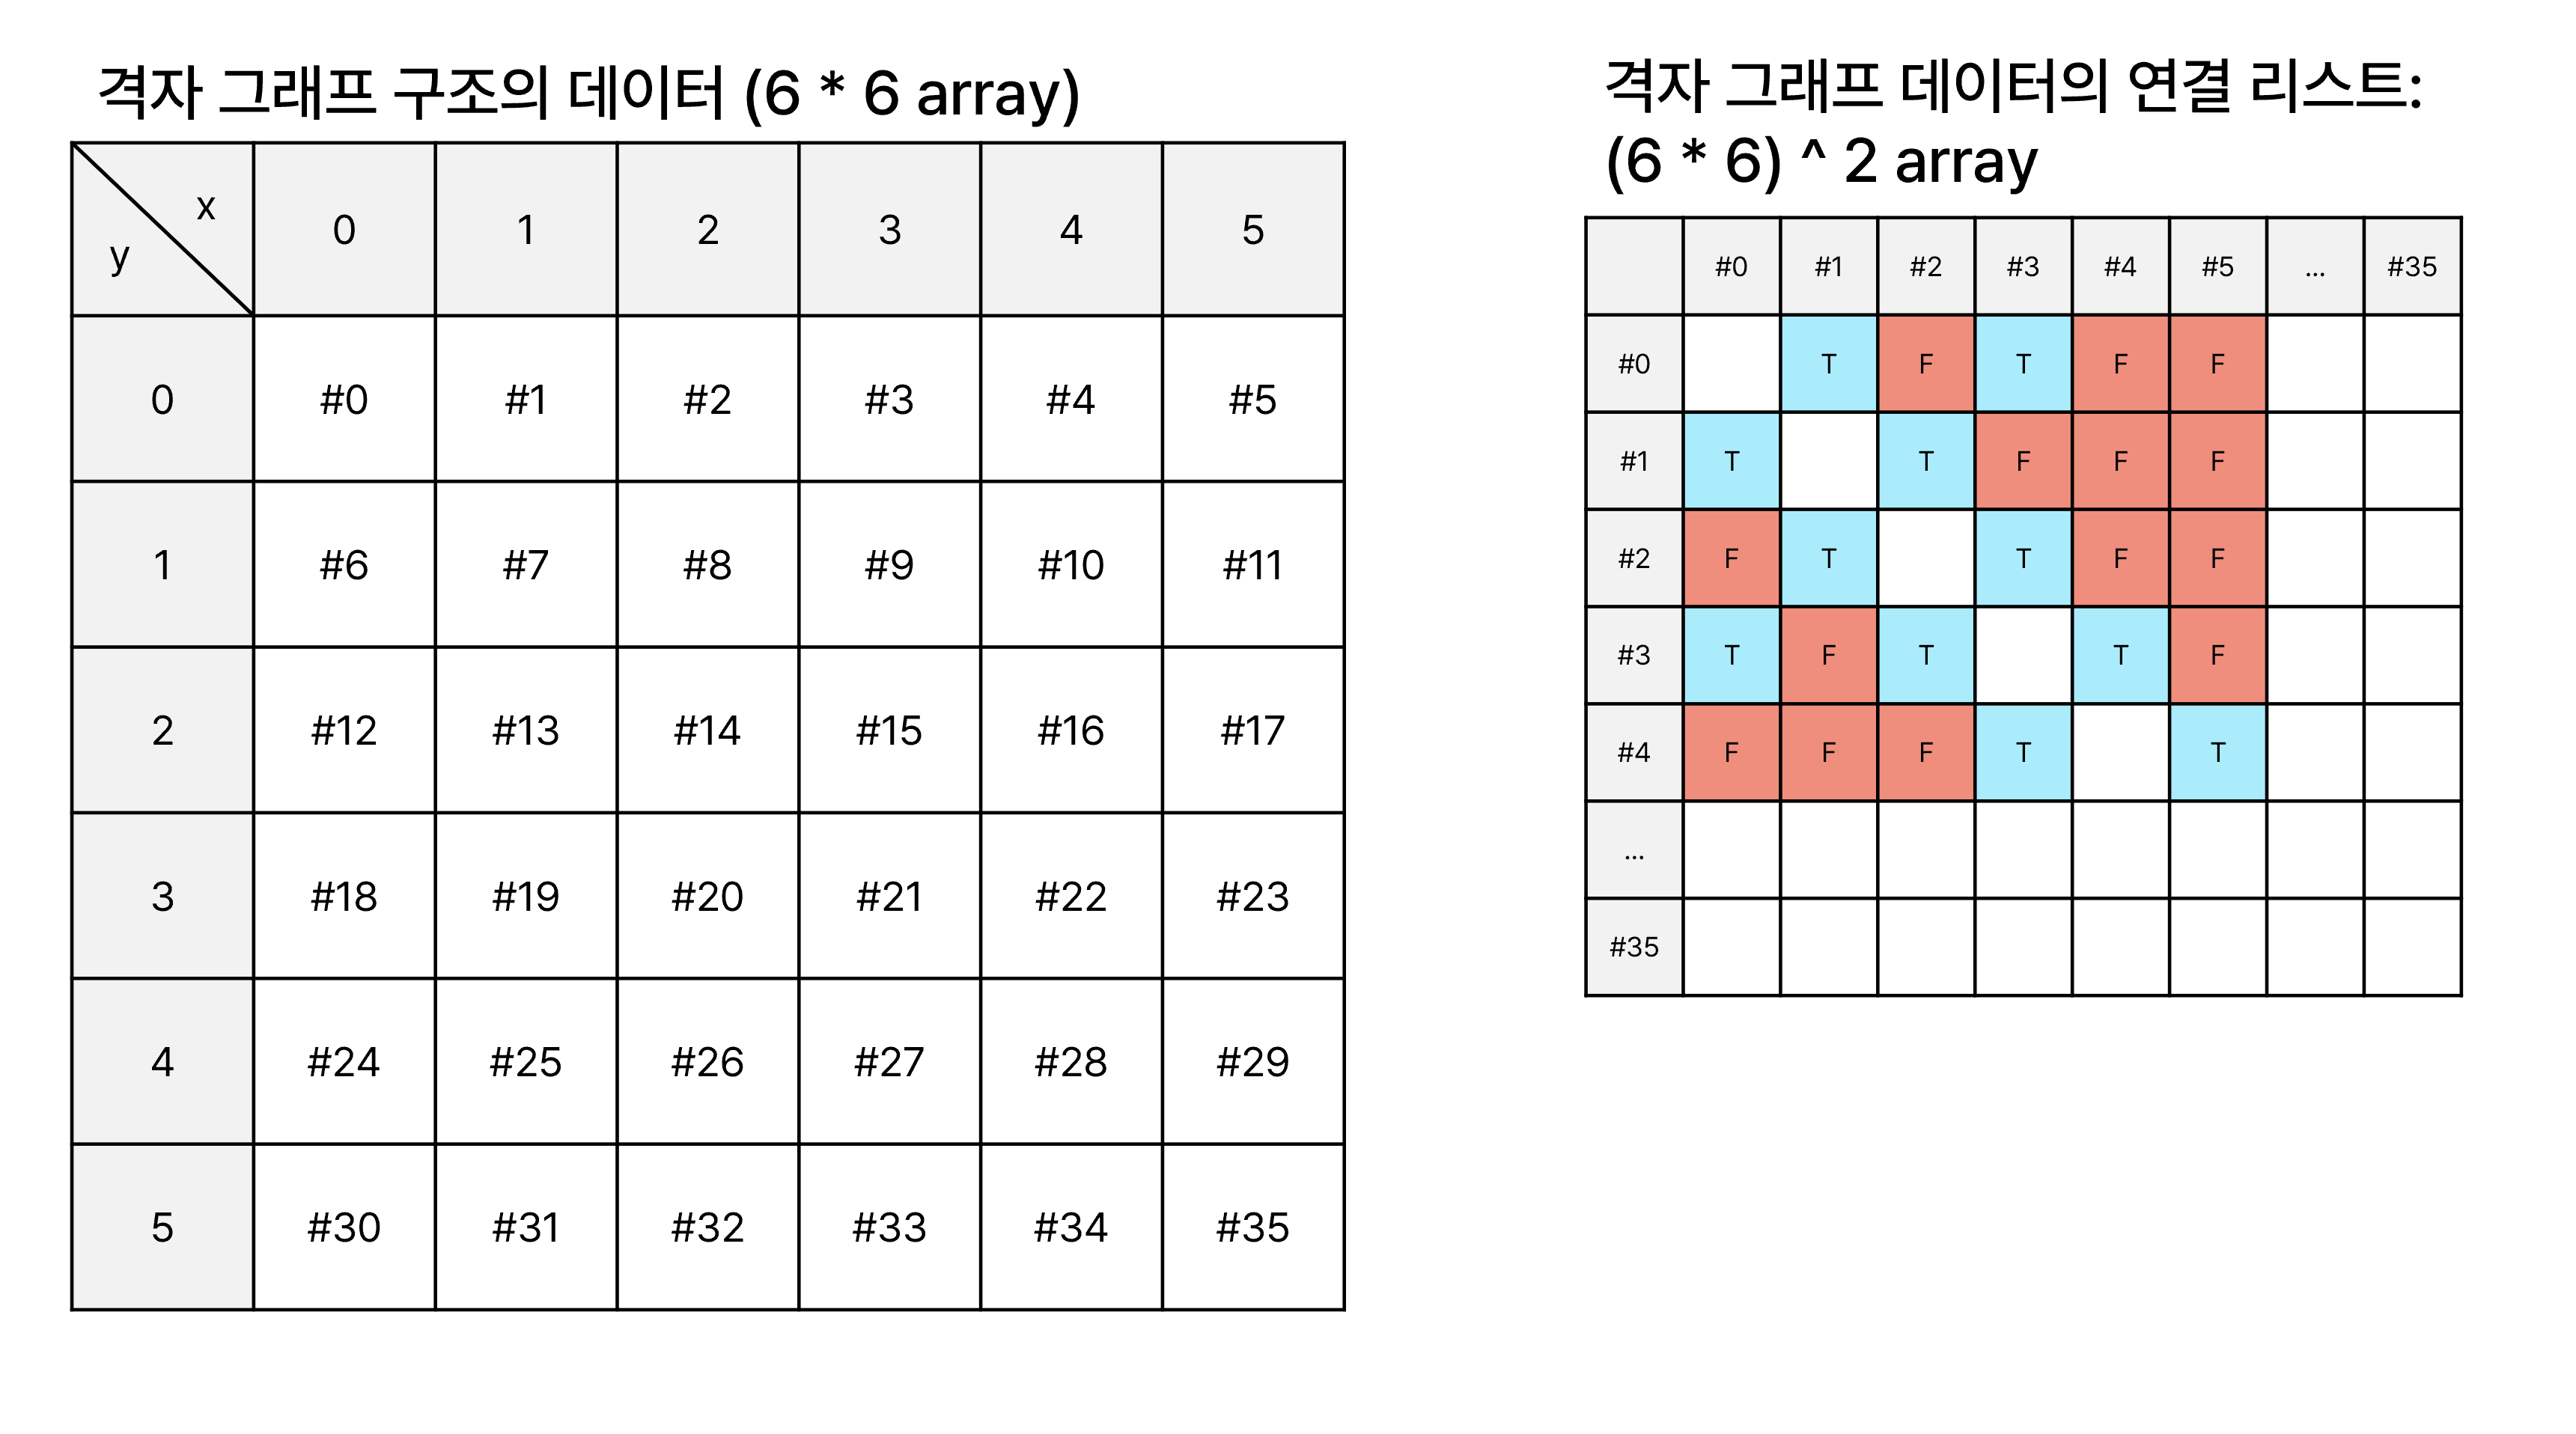 격자 그래프 구조의 데이터 (6 * 6 array)
x
y
0 1 2 3 4 5
0 #0 #1 #2 #3 #4 #5
1 #6 #7 #8 #9 #10 #11
2 #12 #13 #14 #15 #16 #17
3 #18 #19 #20 #21 #22 #23
4 #24 #25 #26 #27 #28 #29
5 #30 #31 #32 #33 #34 #35
격자 그래프 데이터의 연결 리스트:
(6 * 6) ^ 2 array
#0 #1 #2 #3 #4 #5 ... #35
#0 T F T F F
#1 T T F F F
#2 F T T F F
#3 T F T T F
#4 F F F T T
...
#35